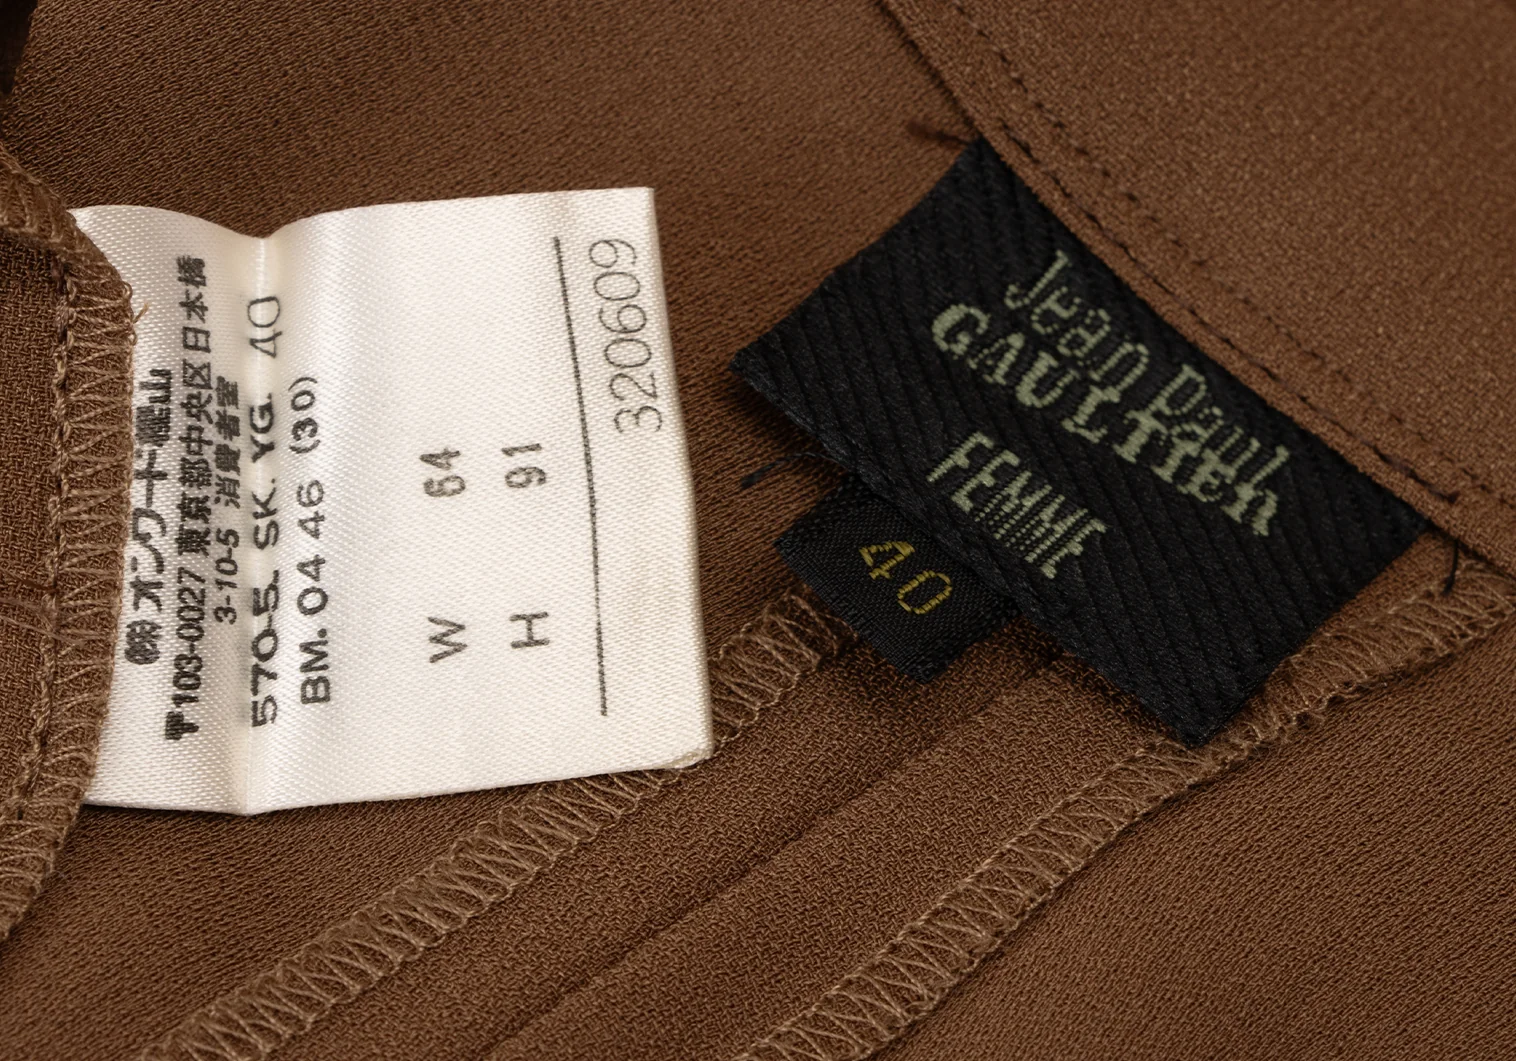 ㈱オンワード樫山
〒103-0027 東京都中央区日本橋
3-10-5 消費者室
570-5. SK. YG. 40
BM. 04 46 (30)
W 64
H 91
320609
Jean Paul
GAULTIER
FEMME
40